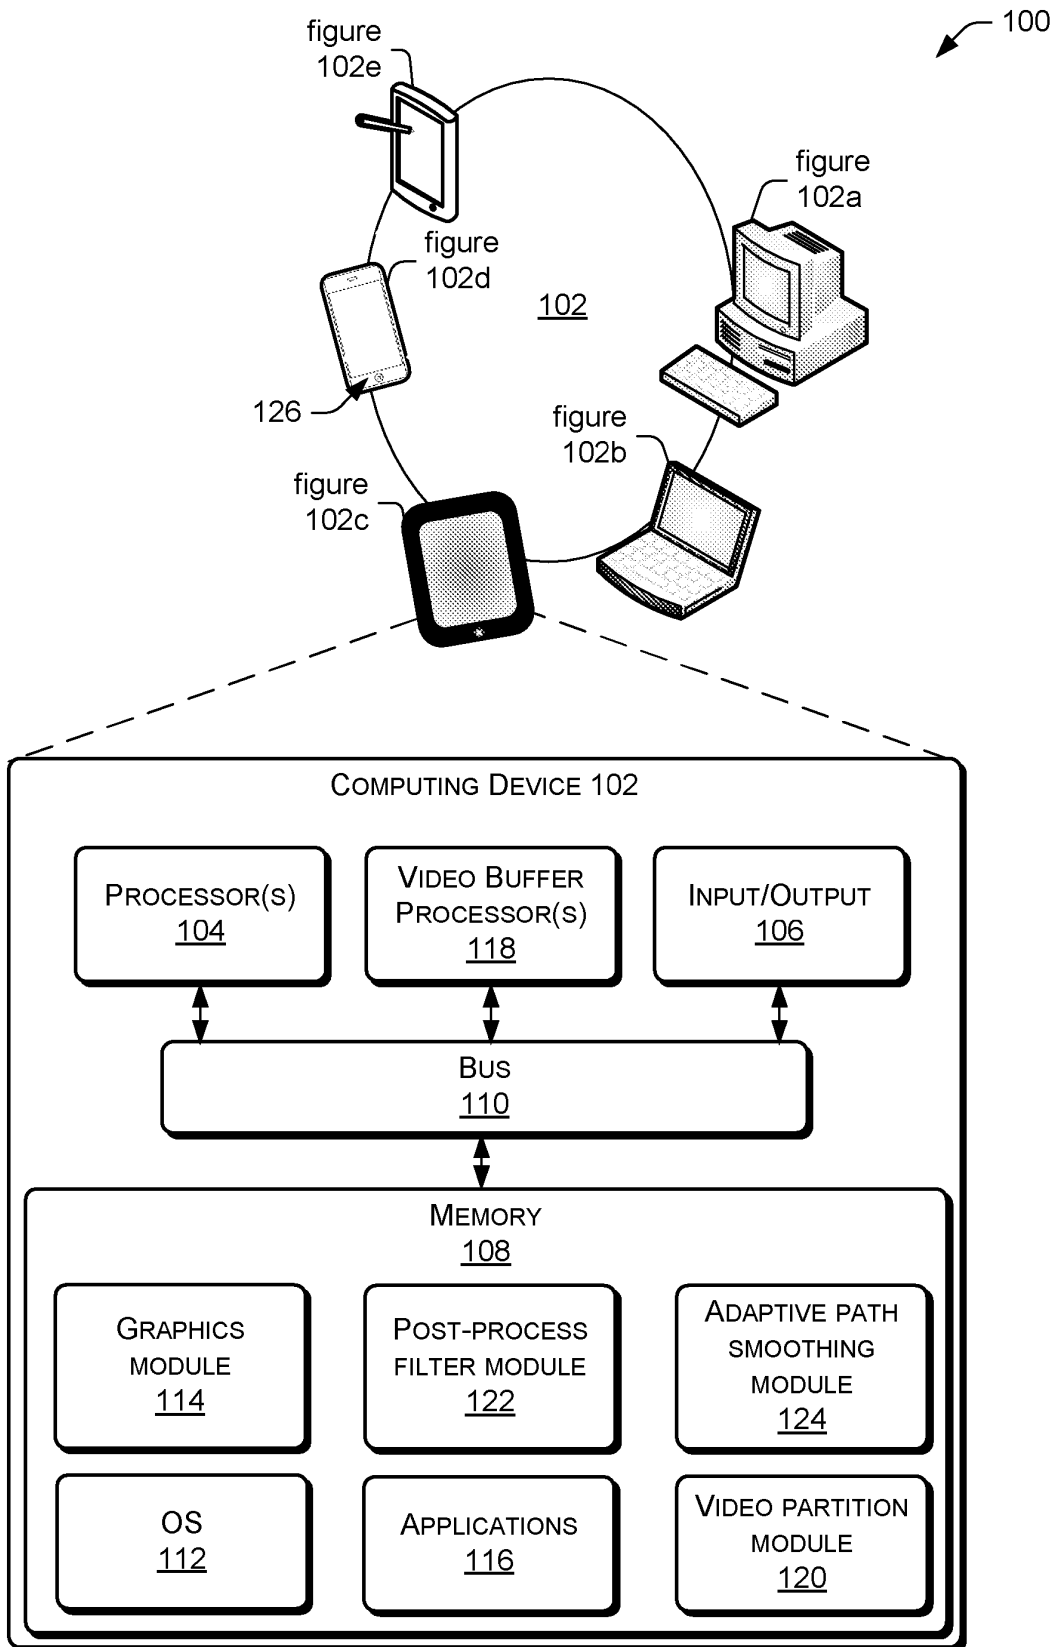 100
figure
102e
figure
102a
figure
102d
102
126
figure
102b
figure
102c
COMPUTING DEVICE 102
PROCESSOR(S)
104
VIDEO BUFFER
PROCESSOR(S)
118
INPUT/OUTPUT
106
BUS
110
MEMORY
108
GRAPHICS
MODULE
114
POST-PROCESS
FILTER MODULE
122
ADAPTIVE PATH
SMOOTHING
MODULE
124
OS
112
APPLICATIONS
116
VIDEO PARTITION
MODULE
120